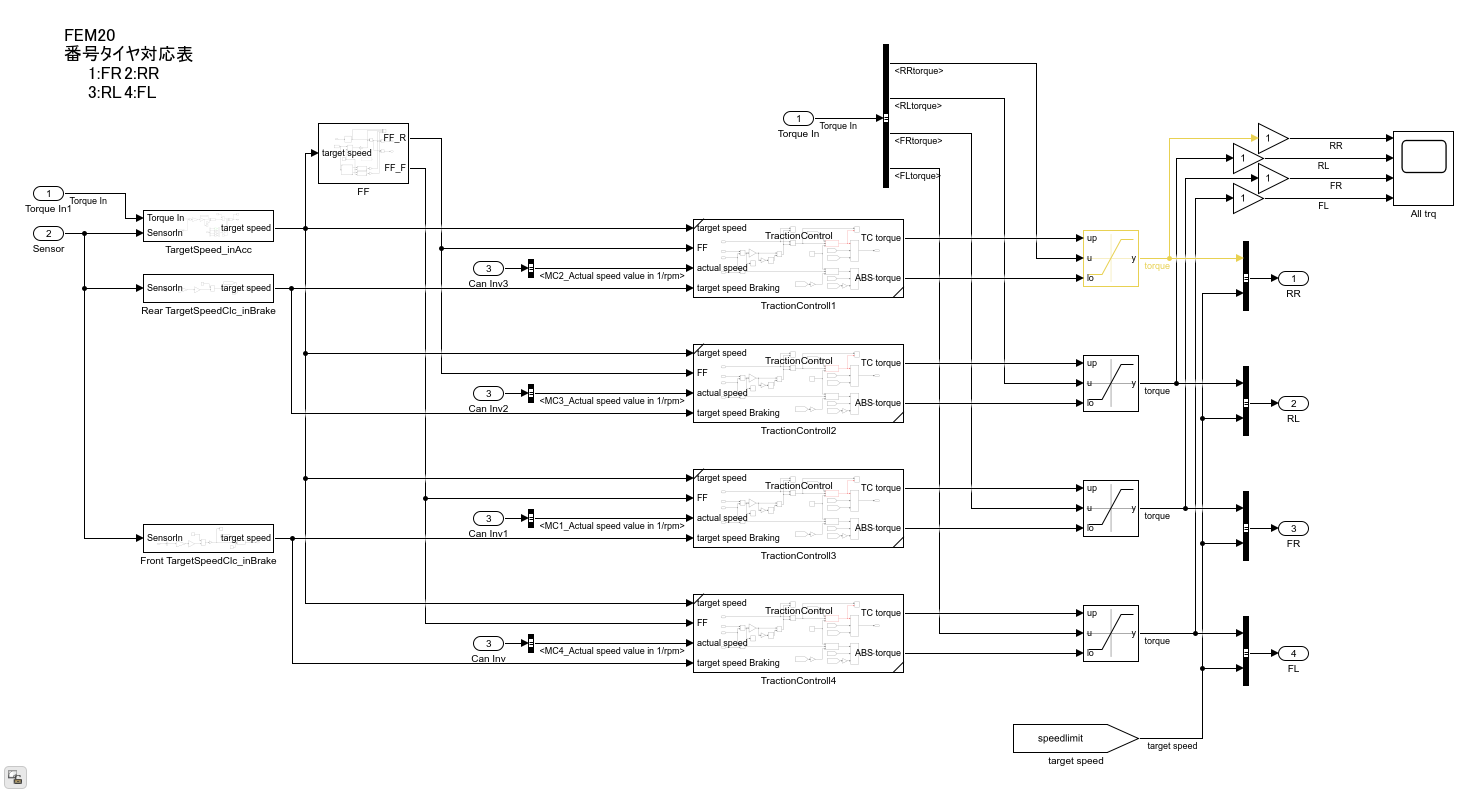 FEM20
番号タイヤ対応表
1:FR 2:RR
3:RL 4:FL
<RRtorque>
<RLtorque>
<FRtorque>
<FLtorque>
1
Torque In
Torque In
1
RR
1
RL
1
FR
1
FL
All trq
target speed
FF_R
FF_F
FF
1
Torque In1
Torque In
2
Sensor
Torque In
SensorIn
target speed
TargetSpeed_inAcc
SensorIn
target speed
Rear TargetSpeedClc_inBrake
SensorIn
target speed
Front TargetSpeedClc_inBrake
3
Can Inv3
<MC2_Actual speed value in 1/rpm>
target speed
FF
actual speed
target speed Braking
TractionControl
TC torque
ABS torque
TractionControll1
up
u
lo
y
torque
1
RR
3
Can Inv2
<MC3_Actual speed value in 1/rpm>
target speed
FF
actual speed
target speed Braking
TractionControl
TC torque
ABS torque
TractionControll2
up
u
lo
y
torque
2
RL
3
Can Inv1
<MC1_Actual speed value in 1/rpm>
target speed
FF
actual speed
target speed Braking
TractionControl
TC torque
ABS torque
TractionControll3
up
u
lo
y
torque
3
FR
3
Can Inv
<MC4_Actual speed value in 1/rpm>
target speed
FF
actual speed
target speed Braking
TractionControl
TC torque
ABS torque
TractionControll4
up
u
lo
y
torque
4
FL
speedlimit
target speed
target speed